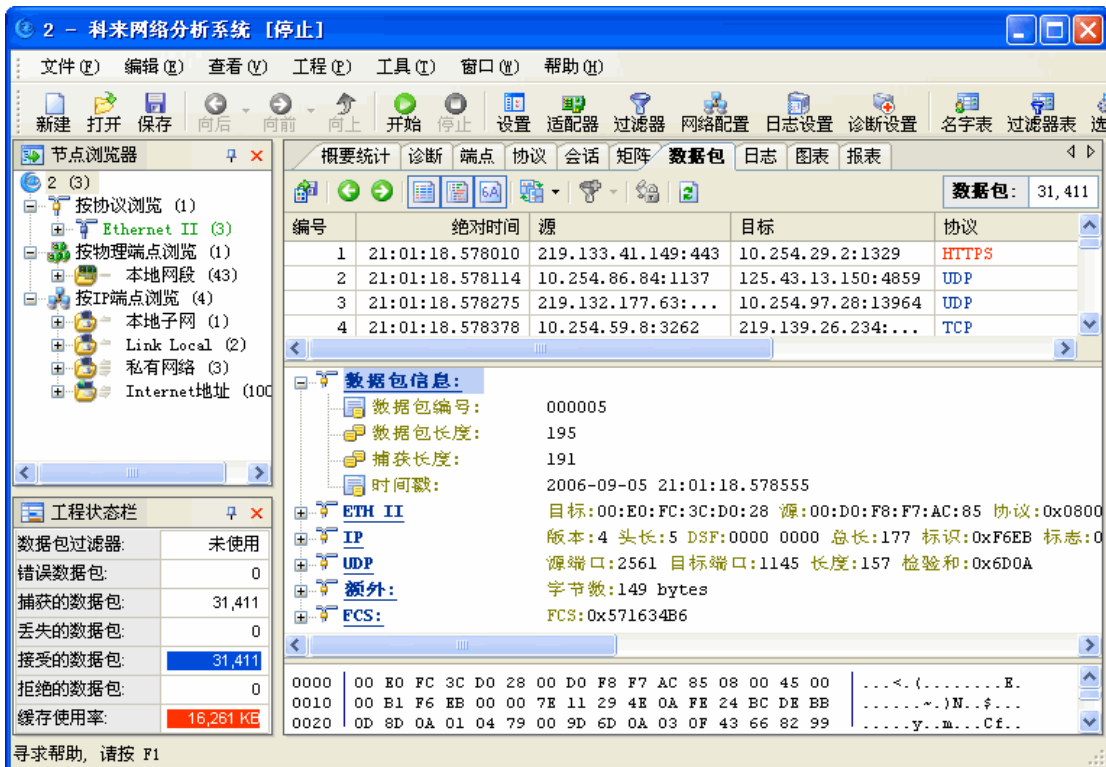 2 - 科来网络分析系统 [停止]
文件(F) 编辑(E) 查看(V) 工程(P) 工具(T) 窗口(W) 帮助(H)
新建 打开 保存 向后 向前 向上 开始 停止 设置 适配器 过滤器 网络配置 日志设置 诊断设置 名字表 过滤器表 选
节点浏览器
2 (3)
按协议浏览 (1)
Ethernet II (3)
按物理端点浏览 (1)
本地网段 (43)
按IP端点浏览 (4)
本地子网 (1)
Link Local (2)
私有网络 (3)
Internet地址 (100
工程状态栏
数据包过滤器: 未使用
错误数据包: 0
捕获的数据包: 31,411
丢失的数据包: 0
接受的数据包: 31,411
拒绝的数据包: 0
缓存使用率: 16,261 KB
概要统计 诊断 端点 协议 会话 矩阵 数据包 日志 图表 报表
数据包: 31,411
编号 绝对时间 源 目标 协议
1 21:01:18.578010 219.133.41.149:443 10.254.29.2:1329 HTTPS
2 21:01:18.578114 10.254.86.84:1137 125.43.13.150:4859 UDP
3 21:01:18.578275 219.132.177.63:... 10.254.97.28:13964 UDP
4 21:01:18.578378 10.254.59.8:3262 219.139.26.234:... TCP
数据包信息:
数据包编号: 000005
数据包长度: 195
捕获长度: 191
时间戳: 2006-09-05 21:01:18.578555
ETH II 目标:00:E0:FC:3C:D0:28 源:00:D0:F8:F7:AC:85 协议:0x0800
IP 版本:4 头长:5 DSF:0000 0000 总长:177 标识:0xF6EB 标志:0
UDP 源端口:2561 目标端口:1145 长度:157 检验和:0x6D0A
额外: 字节数:149 bytes
FCS: FCS:0x571634B6
0000 00 E0 FC 3C D0 28 00 D0 F8 F7 AC 85 08 00 45 00 ...<.(........E.
0010 00 B1 F6 EB 00 00 7E 11 29 4E 0A FE 24 BC DE BB ......~.)N..$...
0020 0D 8D 0A 01 04 79 00 9D 6D 0A 03 0F 43 66 82 99 .....y..m...Cf..
寻求帮助, 请按 F1